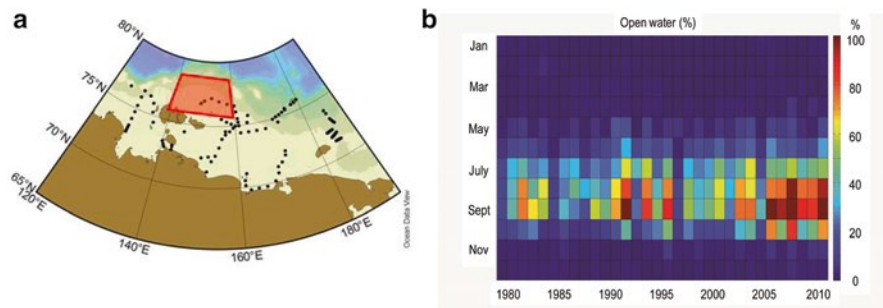 a
80°N
75°N
70°N
65°N
120°E
140°E
160°E
180°E
Ocean Data View
b
Open water (%)
%
Jan
Mar
May
July
Sept
Nov
100
80
60
40
20
0
1980 1985 1990 1995 2000 2005 2010